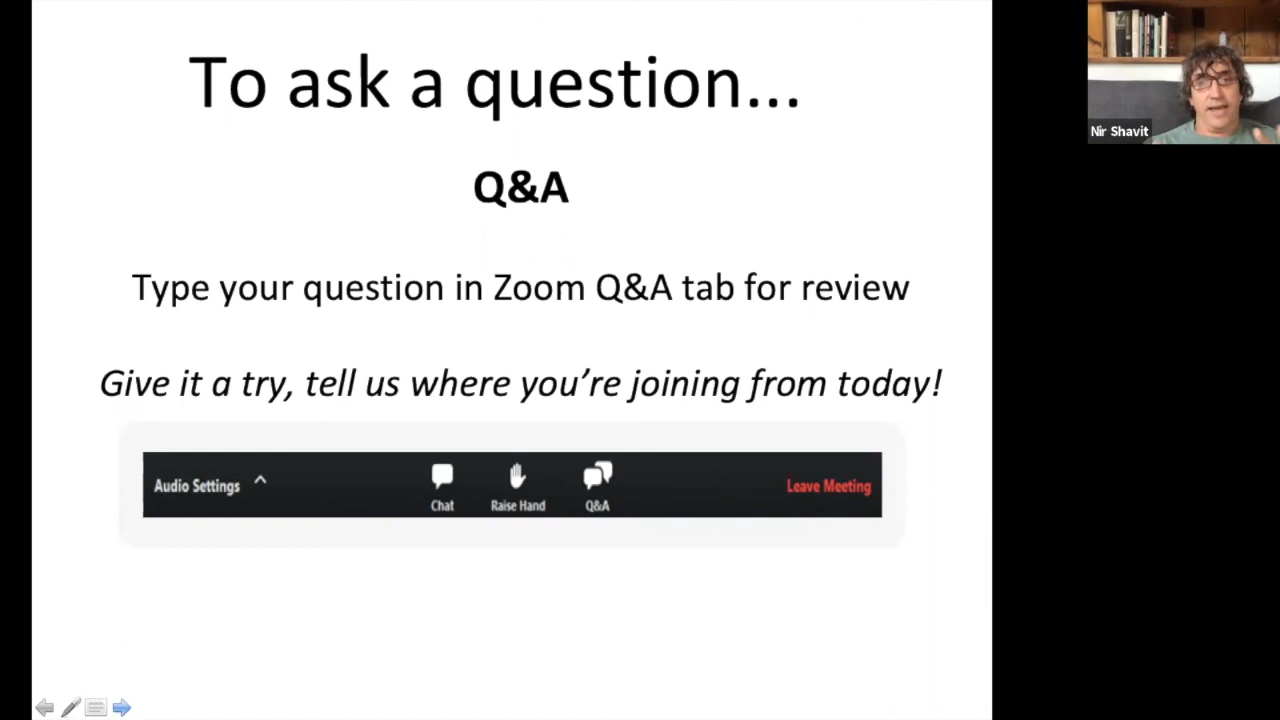 To ask a question...
Nir Shavit
Q&A
Type your question in Zoom Q&A tab for review
Give it a try, tell us where you’re joining from today!
Audio Settings
Chat
Raise Hand
Q&A
Leave Meeting